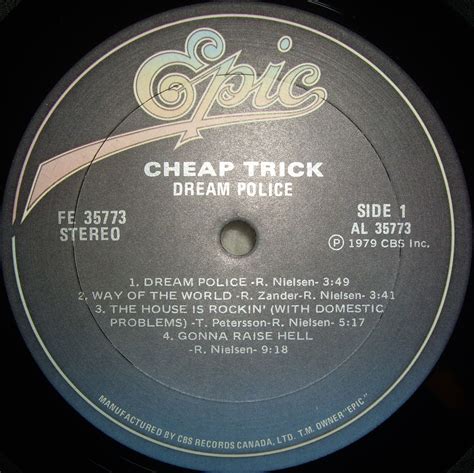 Epic
CHEAP TRICK
DREAM POLICE
FE 35773
STEREO
SIDE 1
AL 35773
Ⓟ 1979 CBS Inc.
1. DREAM POLICE -R. Nielsen- 3:49
2. WAY OF THE WORLD -R. Zander-R. Nielsen- 3:41
3. THE HOUSE IS ROCKIN' (WITH DOMESTIC
PROBLEMS) -T. Petersson-R. Nielsen- 5:17
4. GONNA RAISE HELL
-R. Nielsen- 9:18
MANUFACTURED BY CBS RECORDS CANADA, LTD. T.M. OWNER "EPIC"